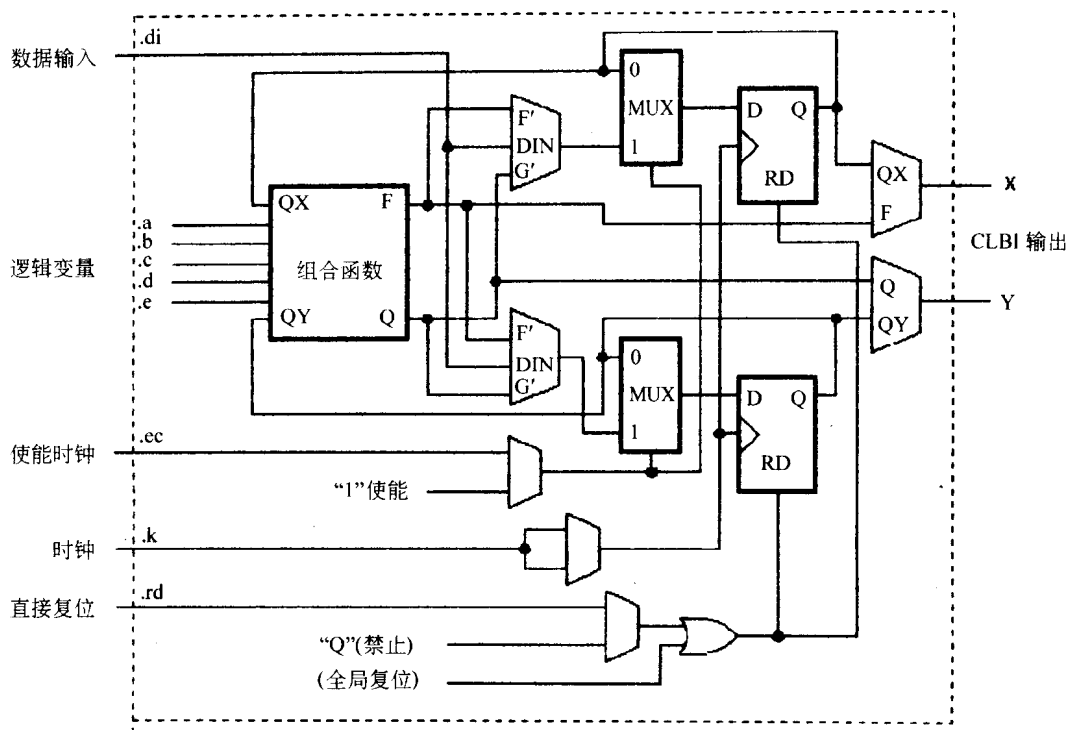 数据输入
.di
0
MUX
1
F'
DIN
G'
D Q
RD
QX
F
X
QX F
.a
.b
.c
.d
.e
逻辑变量
组合函数
QY Q
CLBI 输出
Q
QY
Y
F'
DIN
G'
0
MUX
1
D Q
RD
使能时钟
.ec
“1”使能
时钟
.k
直接复位
.rd
“Q”(禁止)
(全局复位)